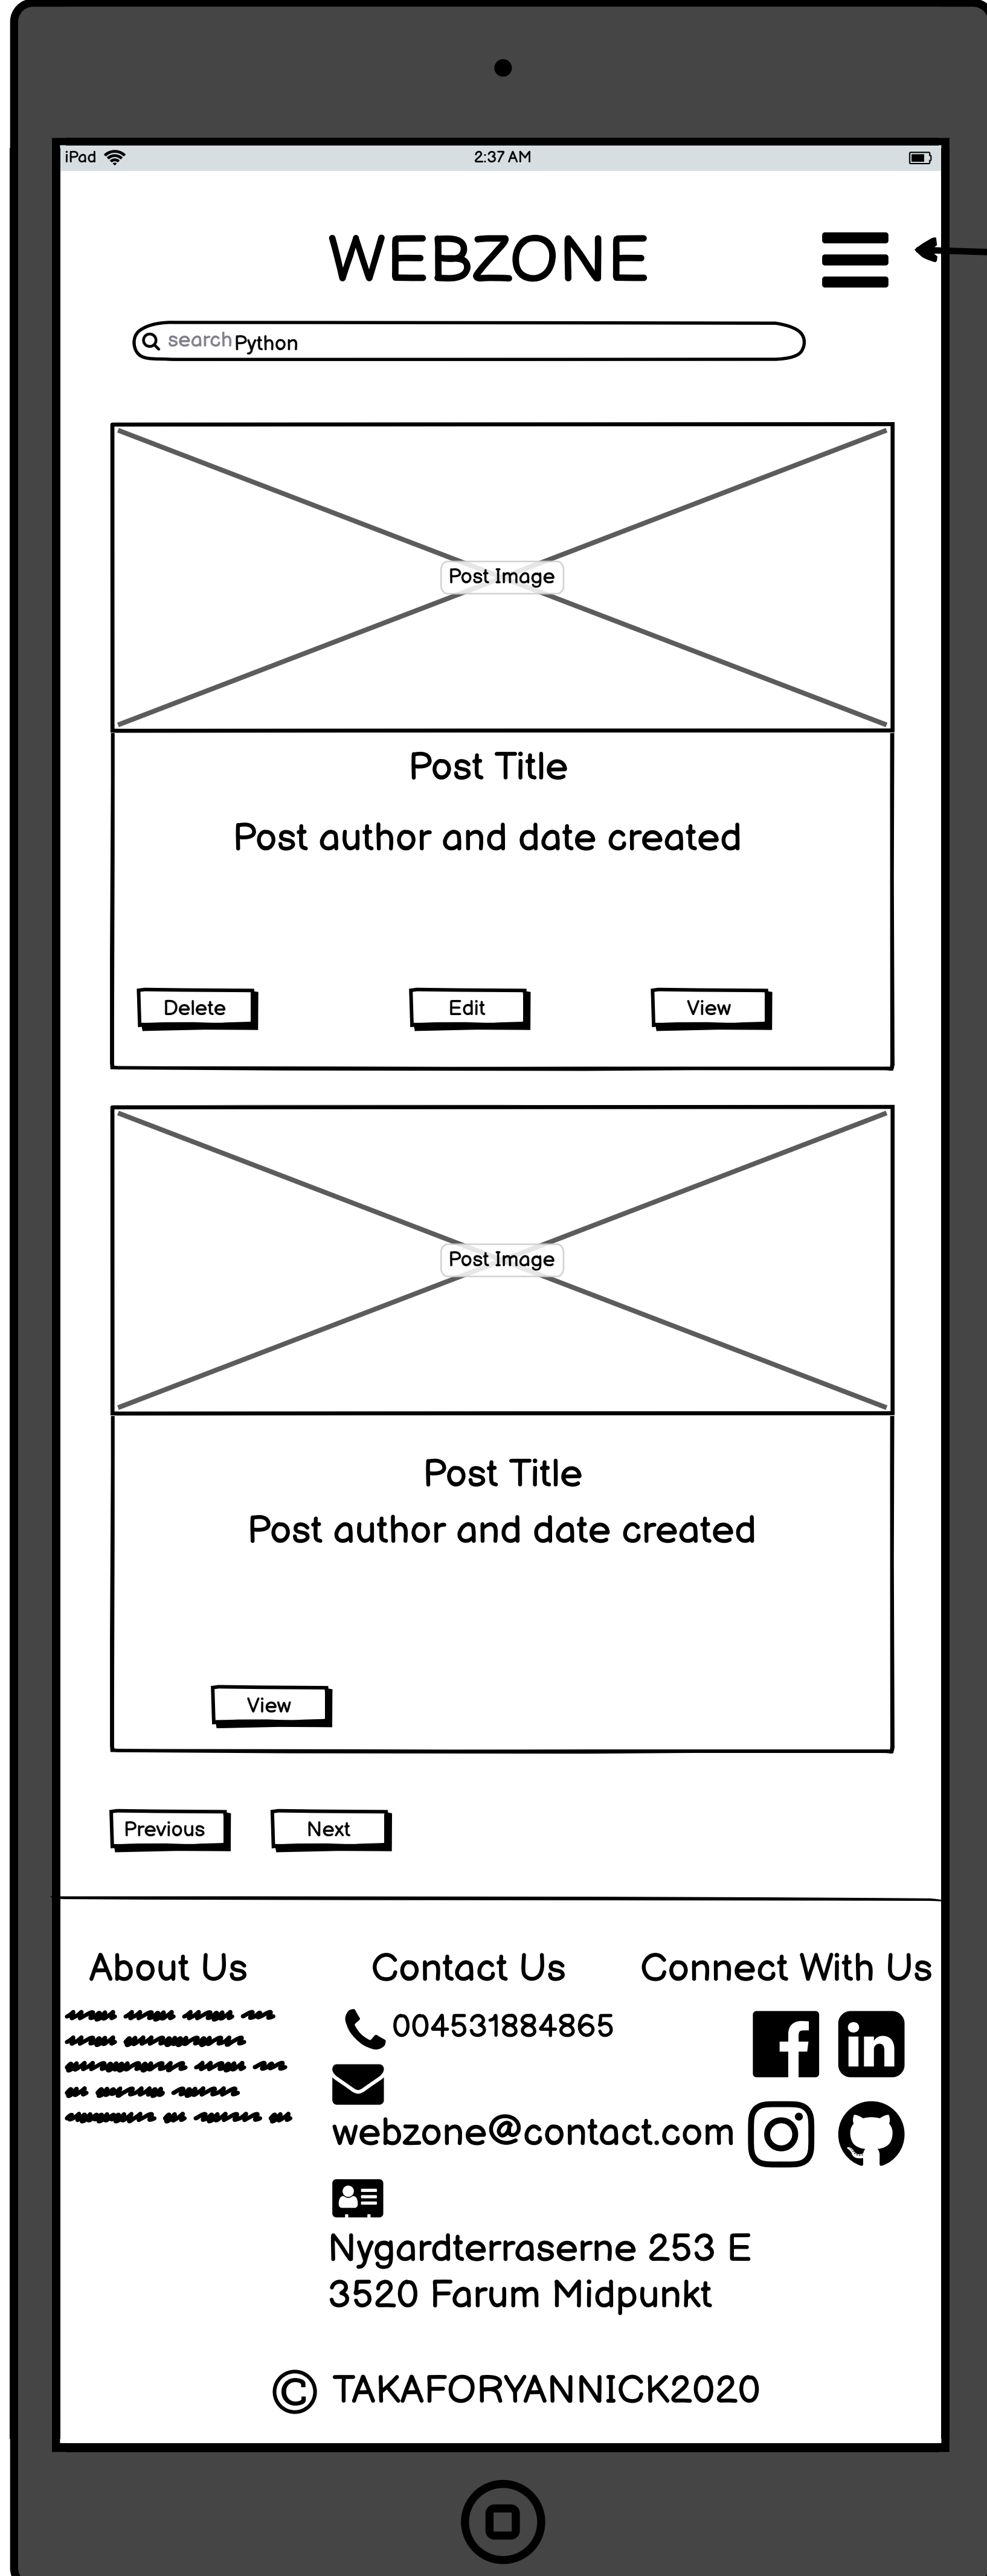 iPad 2:37 AM
WEBZONE
search Python
Post Image
Post Title
Post author and date created
Delete Edit View
Post Image
Post Title
Post author and date created
View
Previous Next
About Us Contact Us Connect With Us
004531884865
webzone@contact.com
Nygardterraserne 253 E
3520 Farum Midpunkt
© TAKAFORYANNICK2020